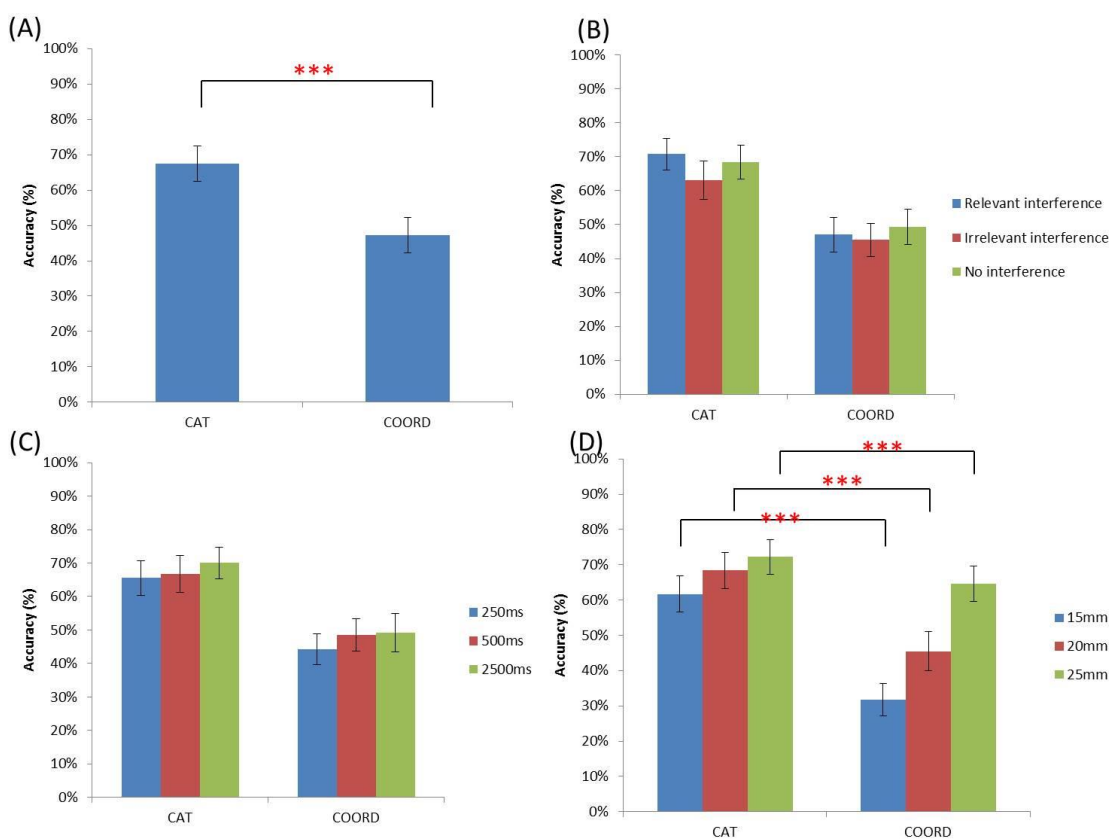 (A)
100%
90%
80%
70%
60%
50%
40%
30%
20%
10%
0%
Accuracy (%)
***
CAT COORD
(B)
100%
90%
80%
70%
60%
50%
40%
30%
20%
10%
0%
Accuracy (%)
CAT COORD
Relevant interference
Irrelevant interference
No interference
(C)
100%
90%
80%
70%
60%
50%
40%
30%
20%
10%
0%
Accuracy (%)
CAT COORD
250ms
500ms
2500ms
(D)
100%
90%
80%
70%
60%
50%
40%
30%
20%
10%
0%
Accuracy (%)
***
***
***
CAT COORD
15mm
20mm
25mm